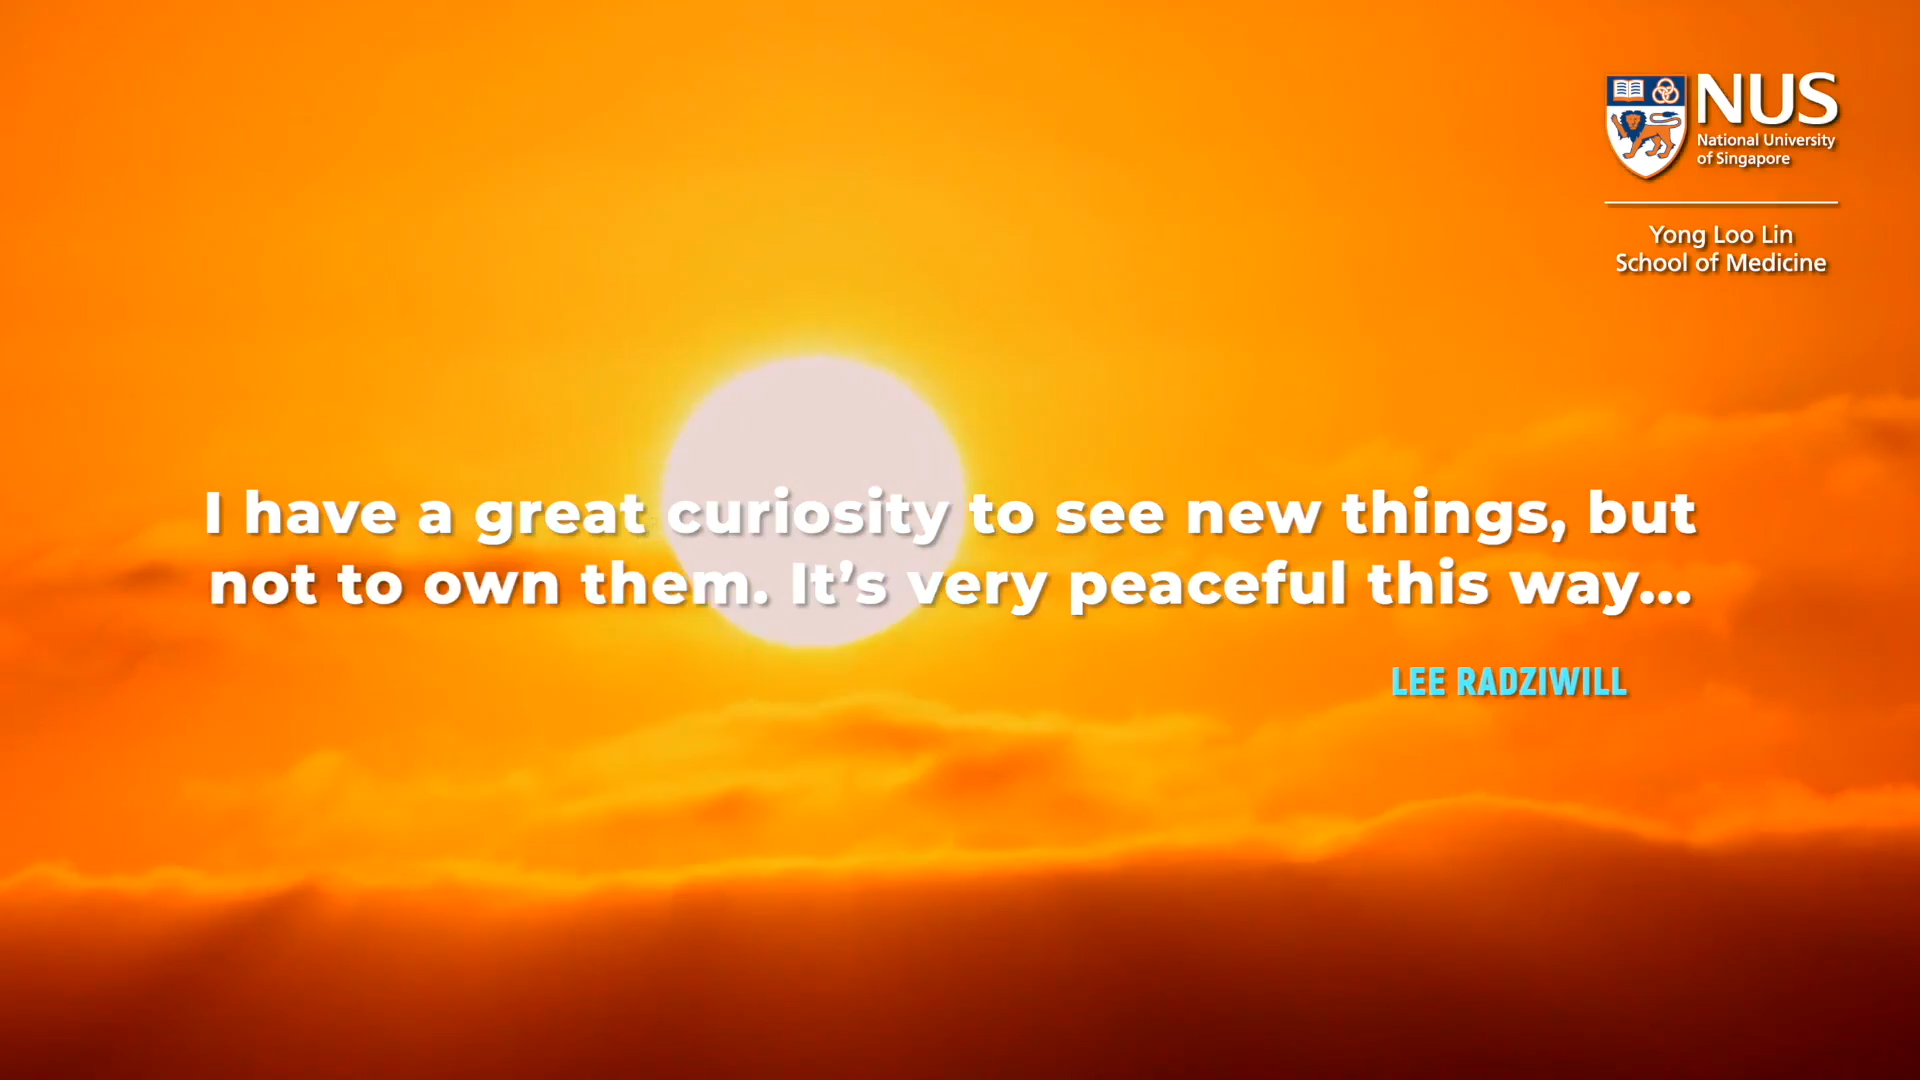 NUS
National University
of Singapore
Yong Loo Lin
School of Medicine
I have a great curiosity to see new things, but
not to own them. It’s very peaceful this way...
LEE RADZIWILL